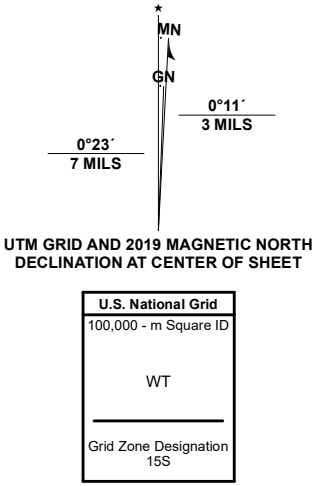 ★
MN
GN
0°11´
3 MILS
0°23´
7 MILS
UTM GRID AND 2019 MAGNETIC NORTH
DECLINATION AT CENTER OF SHEET
U.S. National Grid
100,000 - m Square ID
WT
Grid Zone Designation
15S